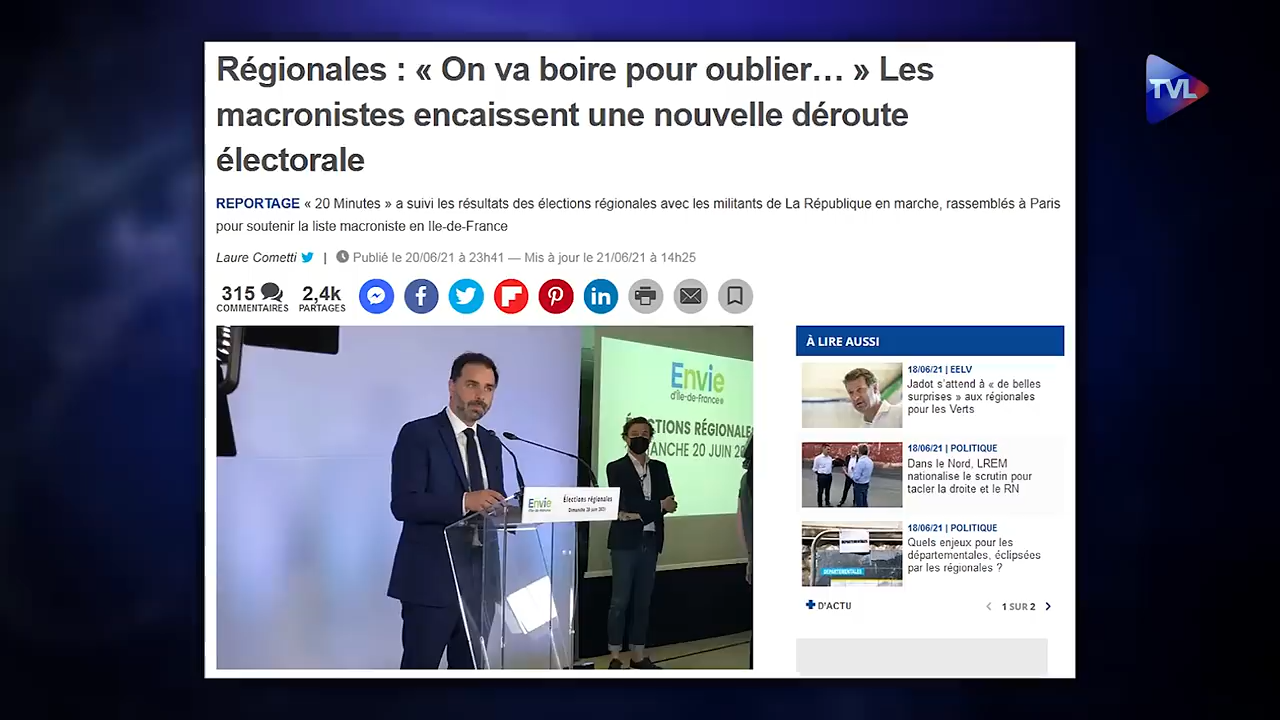 Régionales : « On va boire pour oublier… » Les
macronistes encaissent une nouvelle déroute
électorale
TVL
REPORTAGE « 20 Minutes » a suivi les résultats des élections régionales avec les militants de La République en marche, rassemblés à Paris
pour soutenir la liste macroniste en Ile-de-France
Laure Cometti | Publié le 20/06/21 à 23h41 — Mis à jour le 21/06/21 à 14h25
315 COMMENTAIRES 2,4k PARTAGES
Envie
d'Île-de-France
ÉLECTIONS RÉGIONALE
MANCHE 20 JUIN 20
Envie
Élections régionales
Dimanche 20 juin 2021
À LIRE AUSSI
18/06/21 | EELV
Jadot s'attend à « de belles
surprises » aux régionales
pour les Verts
18/06/21 | POLITIQUE
Dans le Nord, LREM
nationalise le scrutin pour
tacler la droite et le RN
18/06/21 | POLITIQUE
Quels enjeux pour les
départementales, éclipsées
par les régionales ?
DÉPARTEMENTALES
+ D'ACTU
1 SUR 2